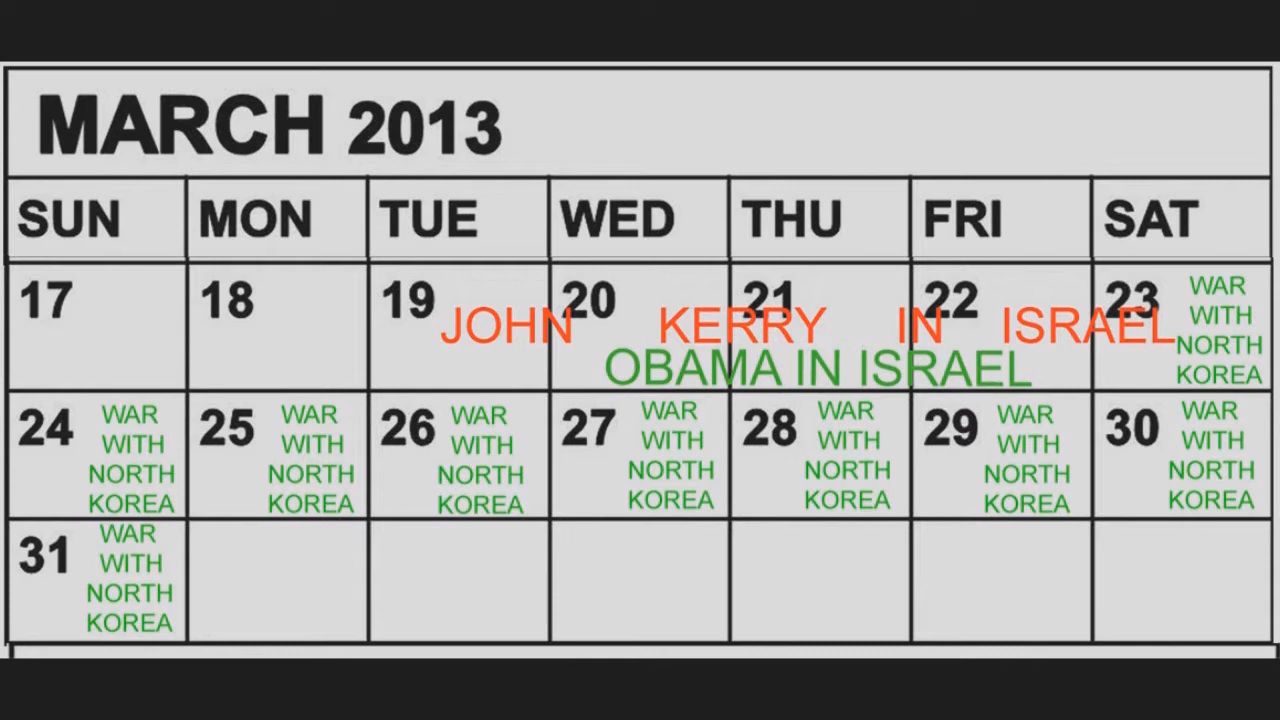 MARCH 2013
SUN MON TUE WED THU FRI SAT
17 18 19 20 21 22 23 WAR
WITH
NORTH
KOREA
JOHN KERRY IN ISRAEL
OBAMA IN ISRAEL
24 WAR
WITH
NORTH
KOREA
25 WAR
WITH
NORTH
KOREA
26 WAR
WITH
NORTH
KOREA
27 WAR
WITH
NORTH
KOREA
28 WAR
WITH
NORTH
KOREA
29 WAR
WITH
NORTH
KOREA
30 WAR
WITH
NORTH
KOREA
31 WAR
WITH
NORTH
KOREA